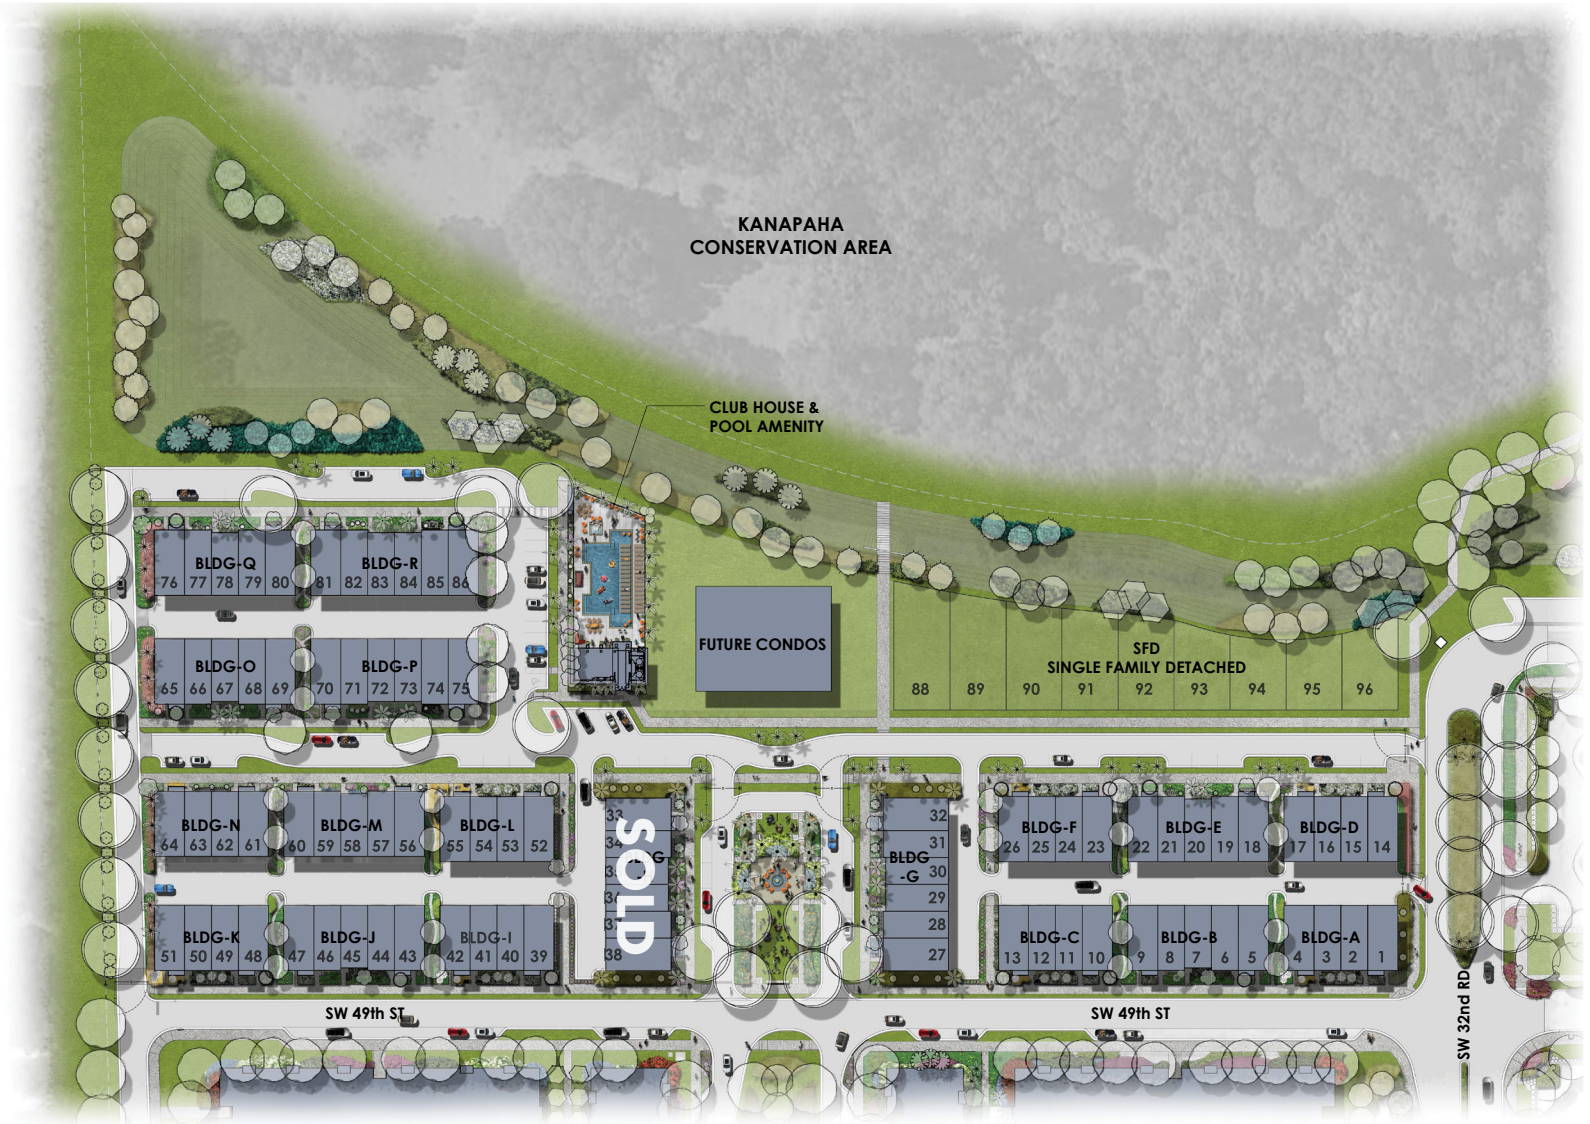 KANAPAHA
CONSERVATION AREA
CLUB HOUSE &
POOL AMENITY
BLDG-Q
76 77 78 79 80
BLDG-R
81 82 83 84 85 86
BLDG-O
65 66 67 68 69
BLDG-P
70 71 72 73 74 75
FUTURE CONDOS
SFD
SINGLE FAMILY DETACHED
88 89 90 91 92 93 94 95 96
BLDG-N
64 63 62 61
BLDG-M
60 59 58 57 56
BLDG-L
55 54 53 52
33
34
36
37
38
SOLD
32
31
BLDG
-G
30
29
28
27
BLDG-F
26 25 24 23
BLDG-E
22 21 20 19 18
BLDG-D
17 16 15 14
BLDG-K
51 50 49 48
BLDG-J
47 46 45 44 43
BLDG-I
42 41 40 39
BLDG-C
13 12 11 10
BLDG-B
9 8 7 6 5
BLDG-A
4 3 2 1
SW 49th ST
SW 49th ST
SW 32nd RD